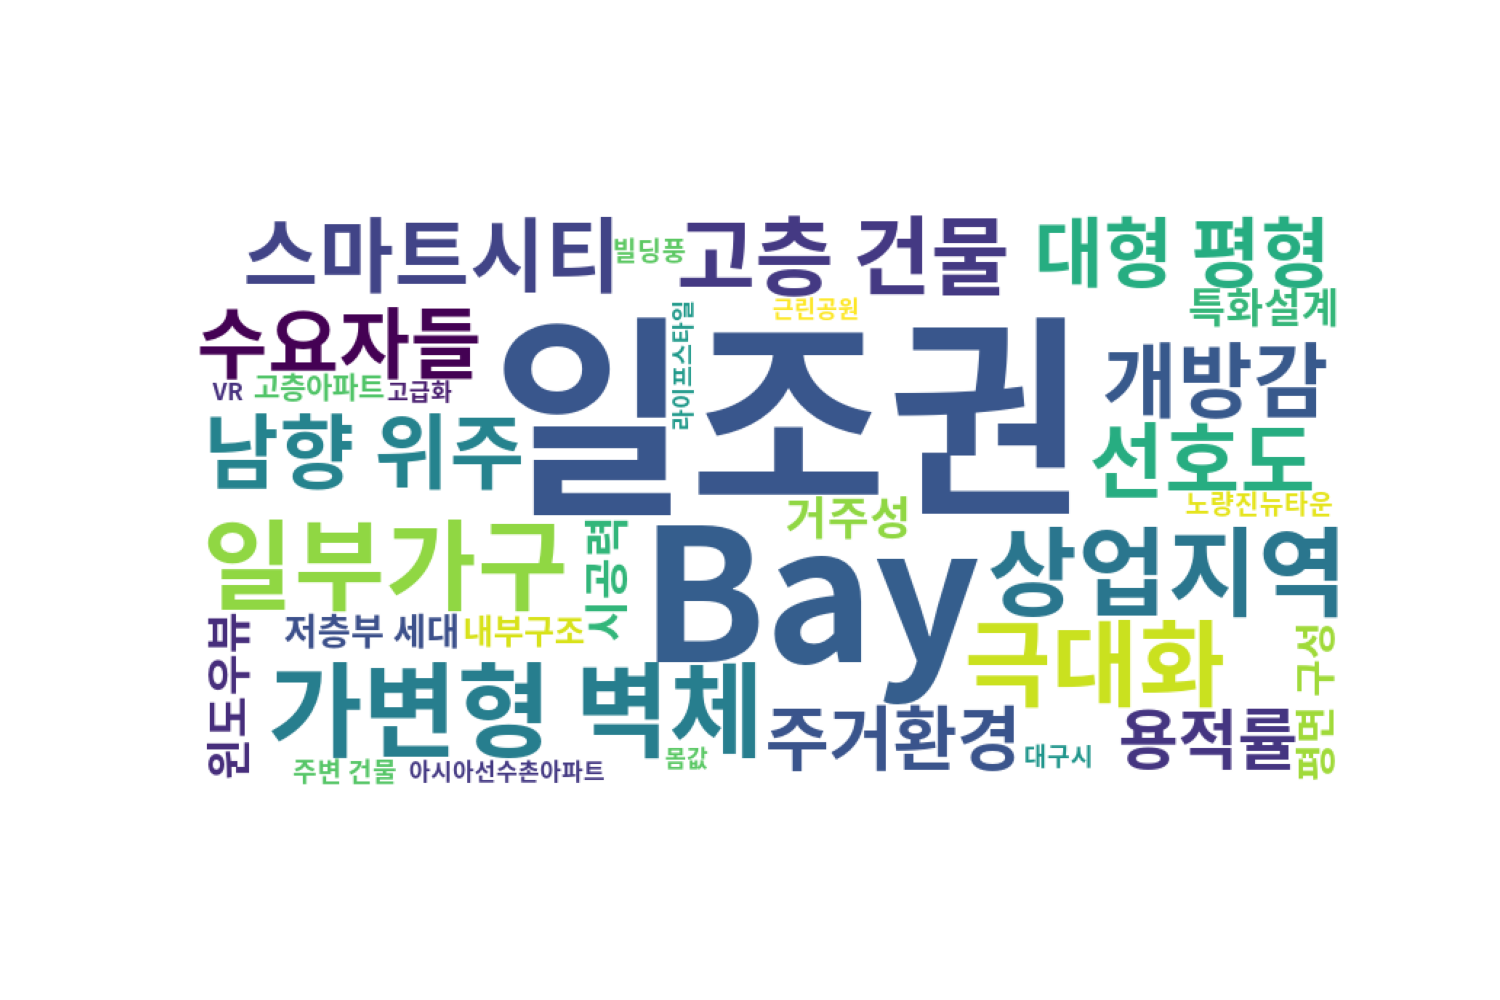 스마트시티
빌딩풍
고층 건물
대형 평형
특화설계
수요자들
근린공원
라이프스타일
일조권
개방감
VR
고층아파트
고급화
남향 위주
선호도
노량진뉴타운
거주성
일부가구
시공력
Bay
상업지역
저층부 세대
내부구조
윈도우뷰
극대화
평면 구성
가변형 벽체
주거환경
용적률
주변 건물
아시아선수촌아파트
몸값
대구시